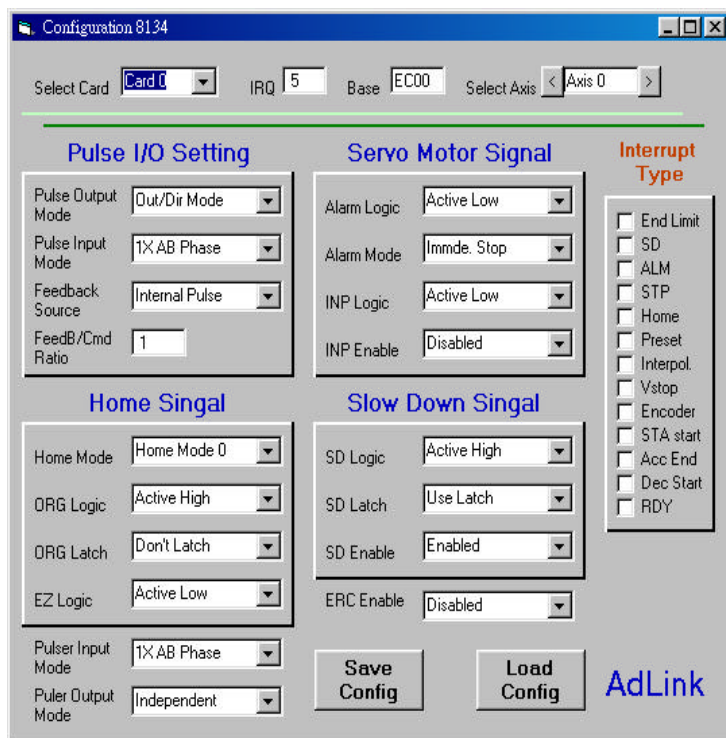 Configuration 8134
Select Card Card 0 IRQ 5 Base EC00 Select Axis < Axis 0 >
Pulse I/O Setting
Pulse Output Mode Out/Dir Mode
Pulse Input Mode 1X AB Phase
Feedback Source Internal Pulse
FeedB/Cmd Ratio 1
Servo Motor Signal
Alarm Logic Active Low
Alarm Mode Immde. Stop
INP Logic Active Low
INP Enable Disabled
Interrupt Type
End Limit
SD
ALM
STP
Home
Preset
Interpol.
Vstop
Encoder
STA start
Acc End
Dec Start
RDY
Home Singal
Home Mode Home Mode 0
ORG Logic Active High
ORG Latch Don't Latch
EZ Logic Active Low
Slow Down Singal
SD Logic Active High
SD Latch Use Latch
SD Enable Enabled
ERC Enable Disabled
Pulser Input Mode 1X AB Phase
Puler Output Mode Independent
Save Config
Load Config
AdLink